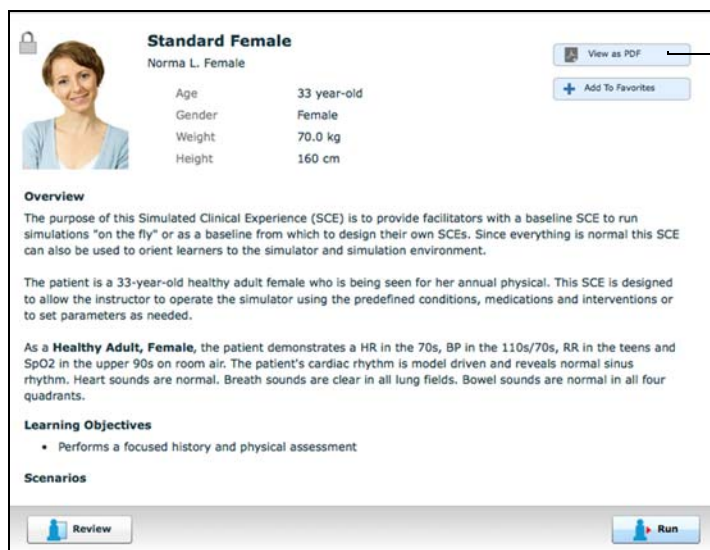 Standard Female
View as PDF
Norma L. Female
Add To Favorites
Age 33 year-old
Gender Female
Weight 70.0 kg
Height 160 cm
Overview
The purpose of this Simulated Clinical Experience (SCE) is to provide facilitators with a baseline SCE to run
simulations "on the fly" or as a baseline from which to design their own SCEs. Since everything is normal this SCE
can also be used to orient learners to the simulator and simulation environment.
The patient is a 33-year-old healthy adult female who is being seen for her annual physical. This SCE is designed
to allow the instructor to operate the simulator using the predefined conditions, medications and interventions or
to set parameters as needed.
As a Healthy Adult, Female, the patient demonstrates a HR in the 70s, BP in the 110s/70s, RR in the teens and
SpO2 in the upper 90s on room air. The patient's cardiac rhythm is model driven and reveals normal sinus
rhythm. Heart sounds are normal. Breath sounds are clear in all lung fields. Bowel sounds are normal in all four
quadrants.
Learning Objectives
• Performs a focused history and physical assessment
Scenarios
Review
Run